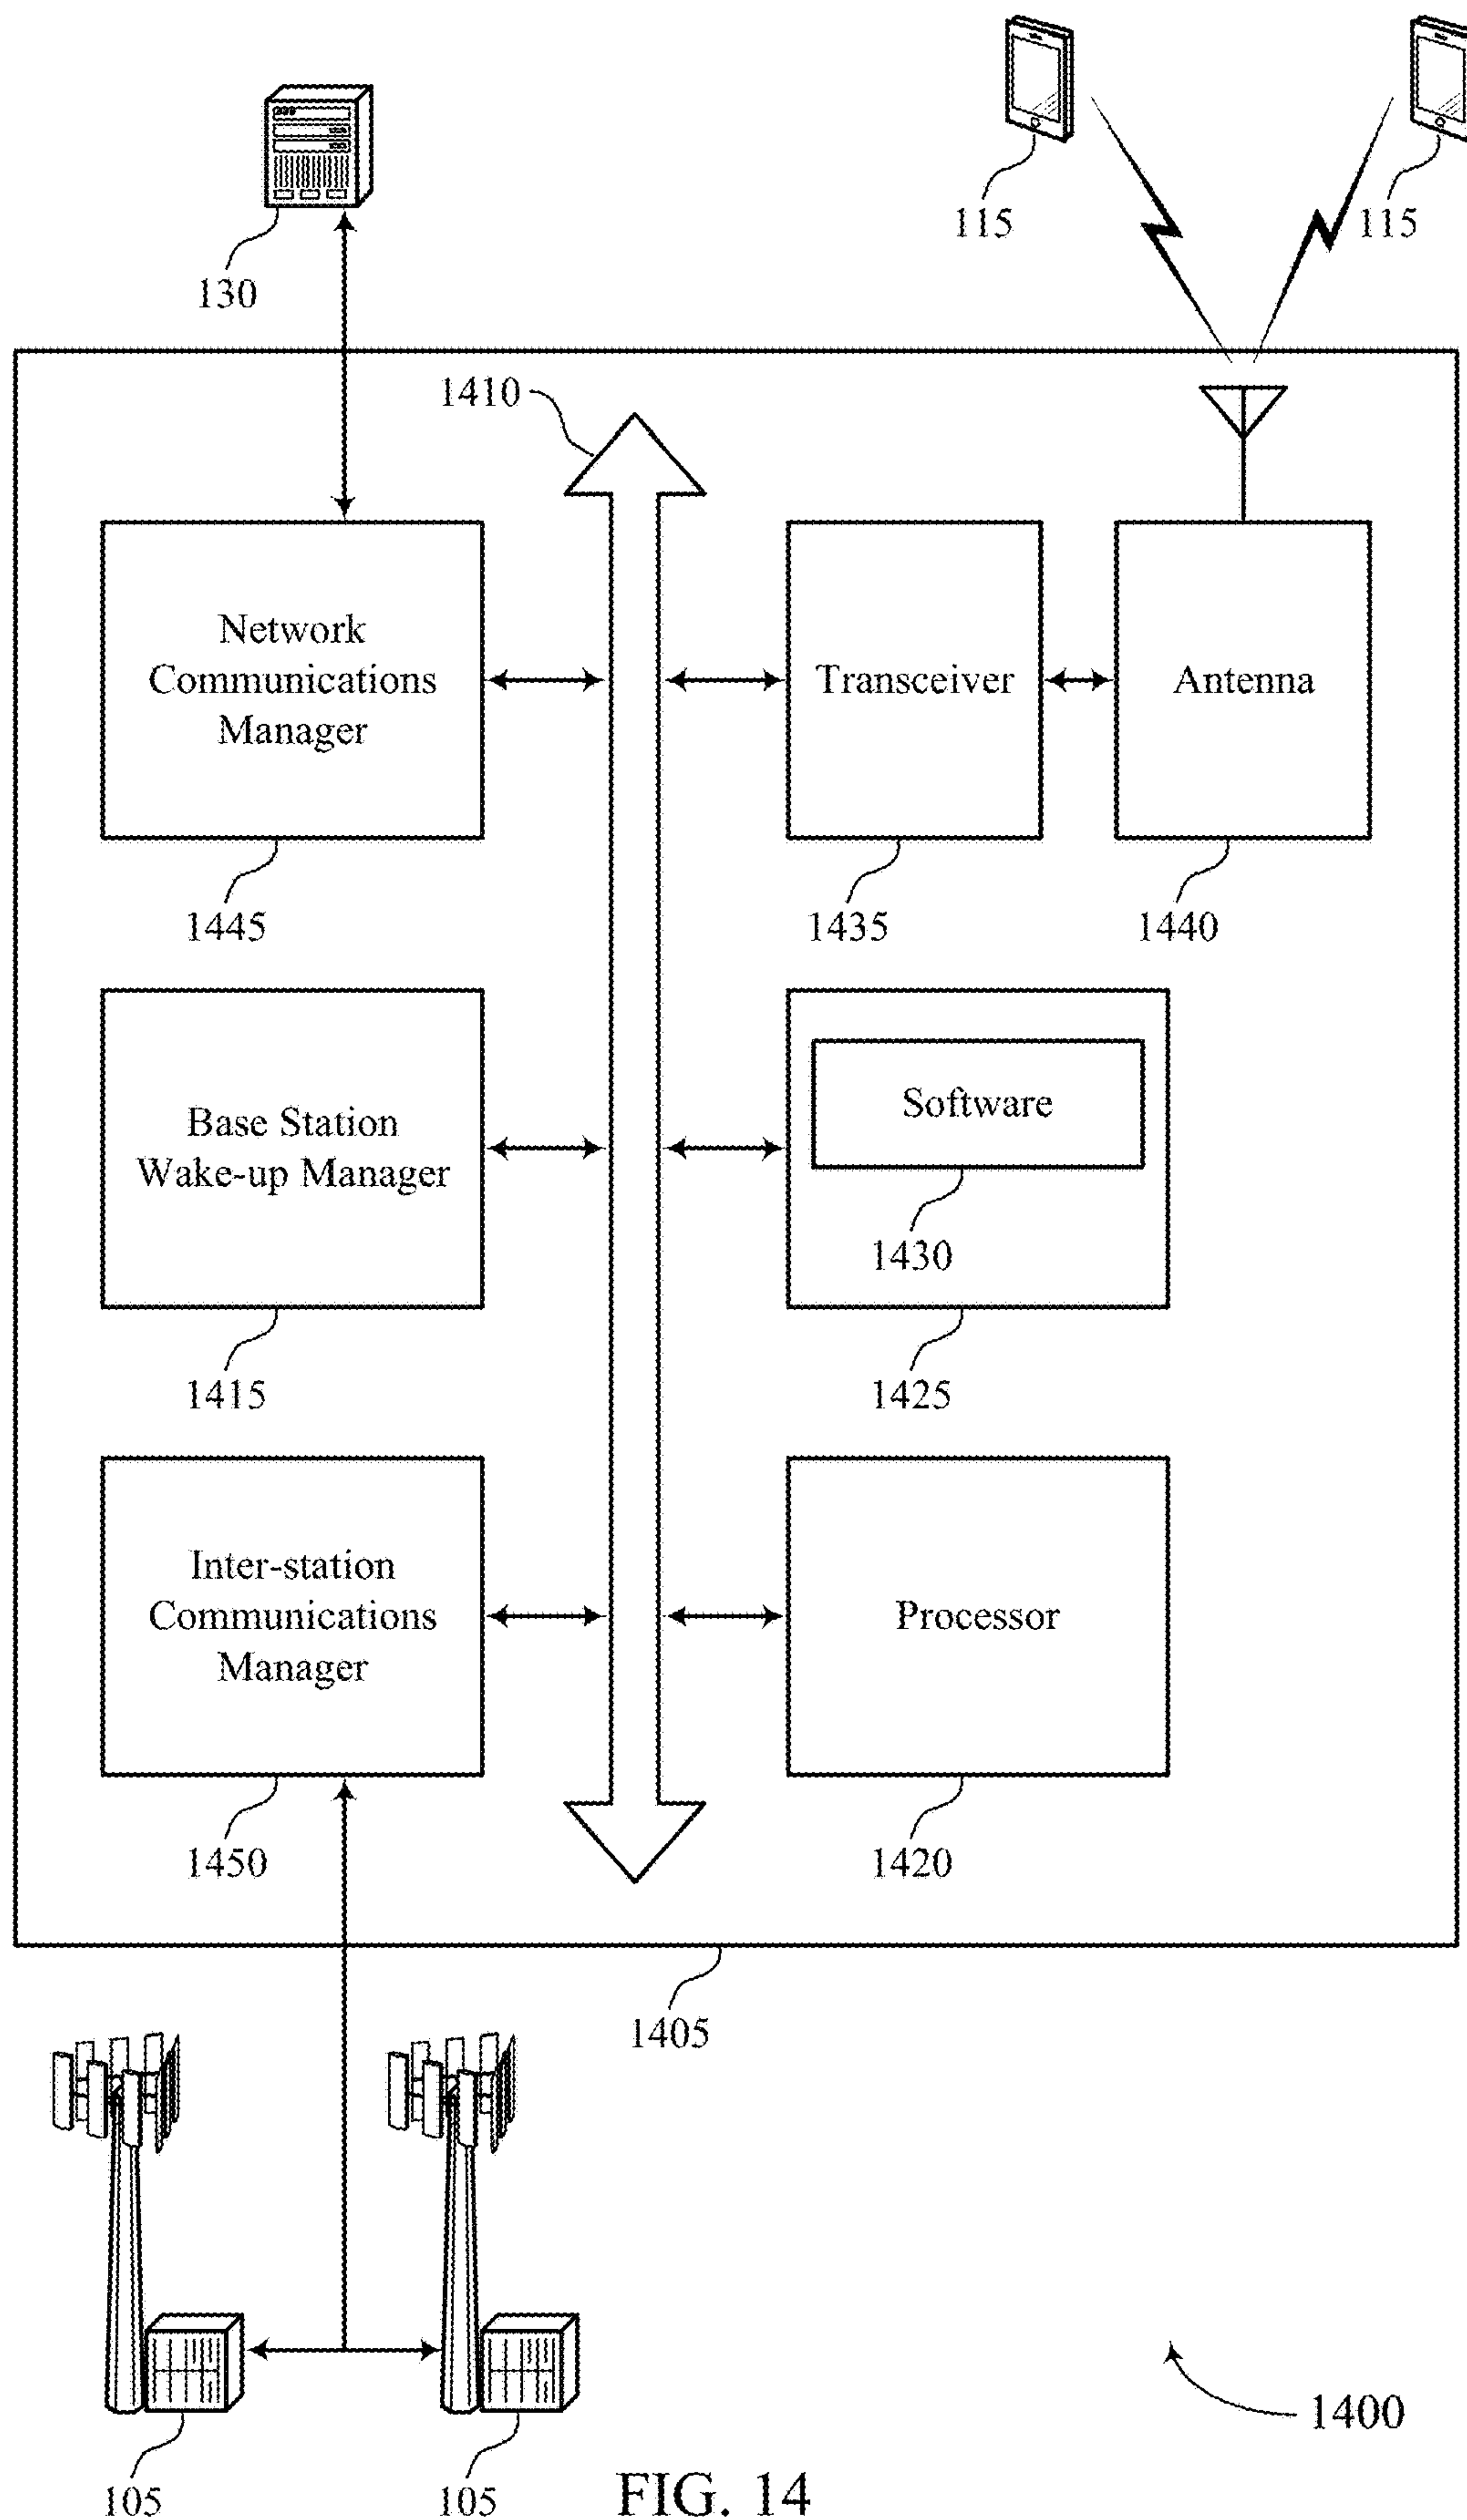 115
115
130
1410
Network
Communications
Manager
Transceiver
Antenna
1445
1435
1440
Base Station
Wake-up Manager
Software
1430
1415
1425
Inter-station
Communications
Manager
Processor
1450
1420
1405
1400
105
105
FIG. 14